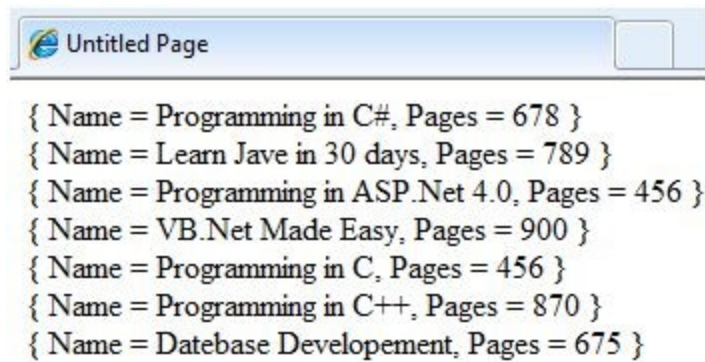 Untitled Page
{ Name = Programming in C#, Pages = 678 }
{ Name = Learn Jave in 30 days, Pages = 789 }
{ Name = Programming in ASP.Net 4.0, Pages = 456 }
{ Name = VB.Net Made Easy, Pages = 900 }
{ Name = Programming in C, Pages = 456 }
{ Name = Programming in C++, Pages = 870 }
{ Name = Datebase Developement, Pages = 675 }